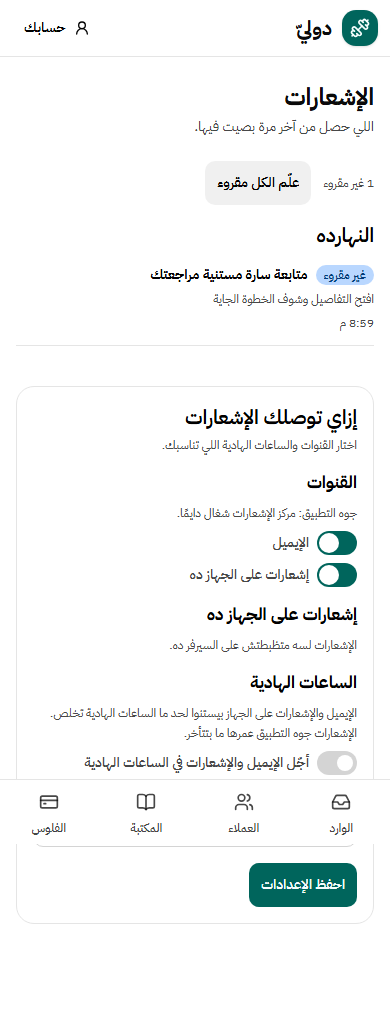 دوليّ
حسابك
الإشعارات
اللي حصل من آخر مرة بصيت فيها.
1 غير مقروء
علّم الكل مقروء
النهارده
غير مقروء متابعة سارة مستنية مراجعتك
افتح التفاصيل وشوف الخطوة الجاية
8:59 م
إزاي توصلك الإشعارات
اختار القنوات والساعات الهادية اللي تناسبك.
القنوات
جوه التطبيق: مركز الإشعارات شغال دايمًا.
الإيميل
إشعارات على الجهاز ده
إشعارات على الجهاز ده
الإشعارات لسه متظبطتش على السيرفر ده.
الساعات الهادية
الإيميل والإشعارات على الجهاز بيستنوا لحد ما الساعات الهادية تخلص.
الإشعارات جوه التطبيق عمرها ما بتتأخر.
أجّل الإيميل والإشعارات في الساعات الهادية
الوارد
العملاء
المكتبة
الفلوس
احفظ الإعدادات